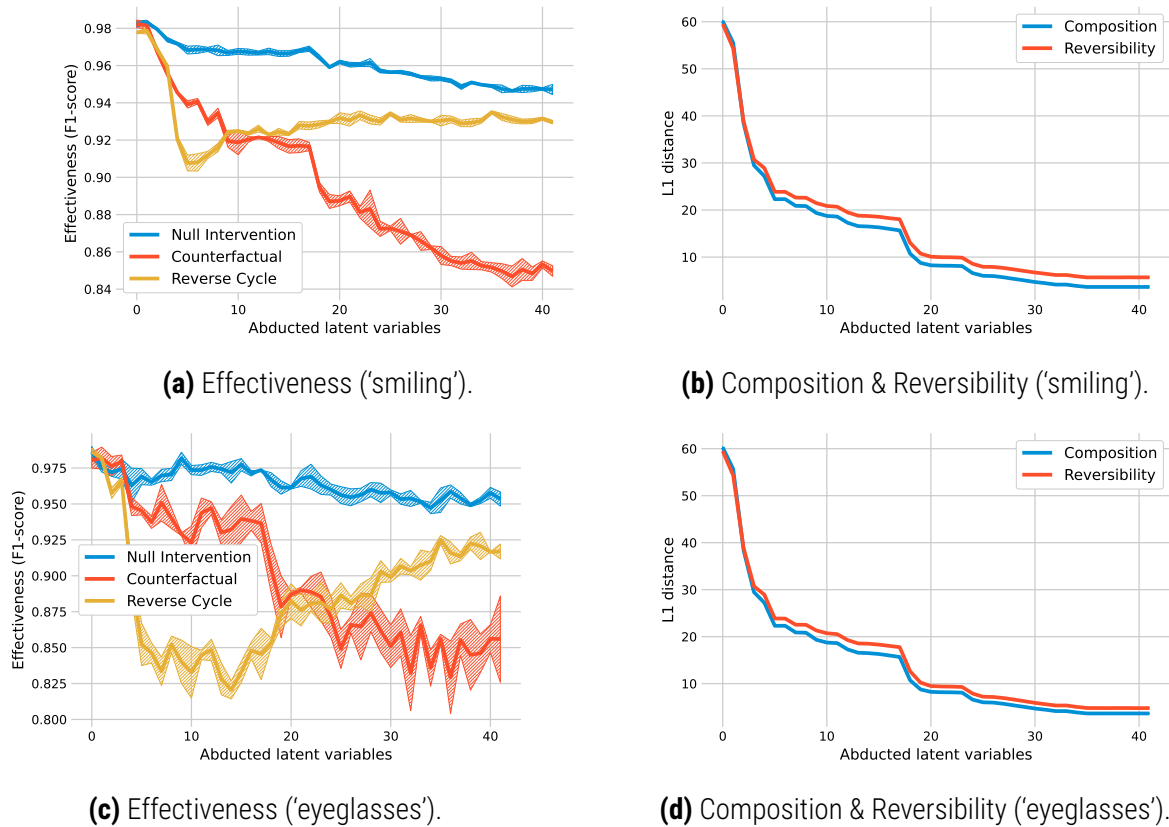 0.98
0.96
0.94
0.92
0.90
0.88
0.86
0.84
Effectiveness (F1-score)
Null Intervention
Counterfactual
Reverse Cycle
0
10
20
30
40
Abducted latent variables
(a) Effectiveness (‘smiling’).
60
50
40
30
20
10
L1 distance
Composition
Reversibility
0
10
20
30
40
Abducted latent variables
(b) Composition & Reversibility (‘smiling’).
0.975
0.950
0.925
0.900
0.875
0.850
0.825
0.800
Effectiveness (F1-score)
Null Intervention
Counterfactual
Reverse Cycle
0
10
20
30
40
Abducted latent variables
(c) Effectiveness (‘eyeglasses’).
60
50
40
30
20
10
L1 distance
Composition
Reversibility
0
10
20
30
40
Abducted latent variables
(d) Composition & Reversibility (‘eyeglasses’).